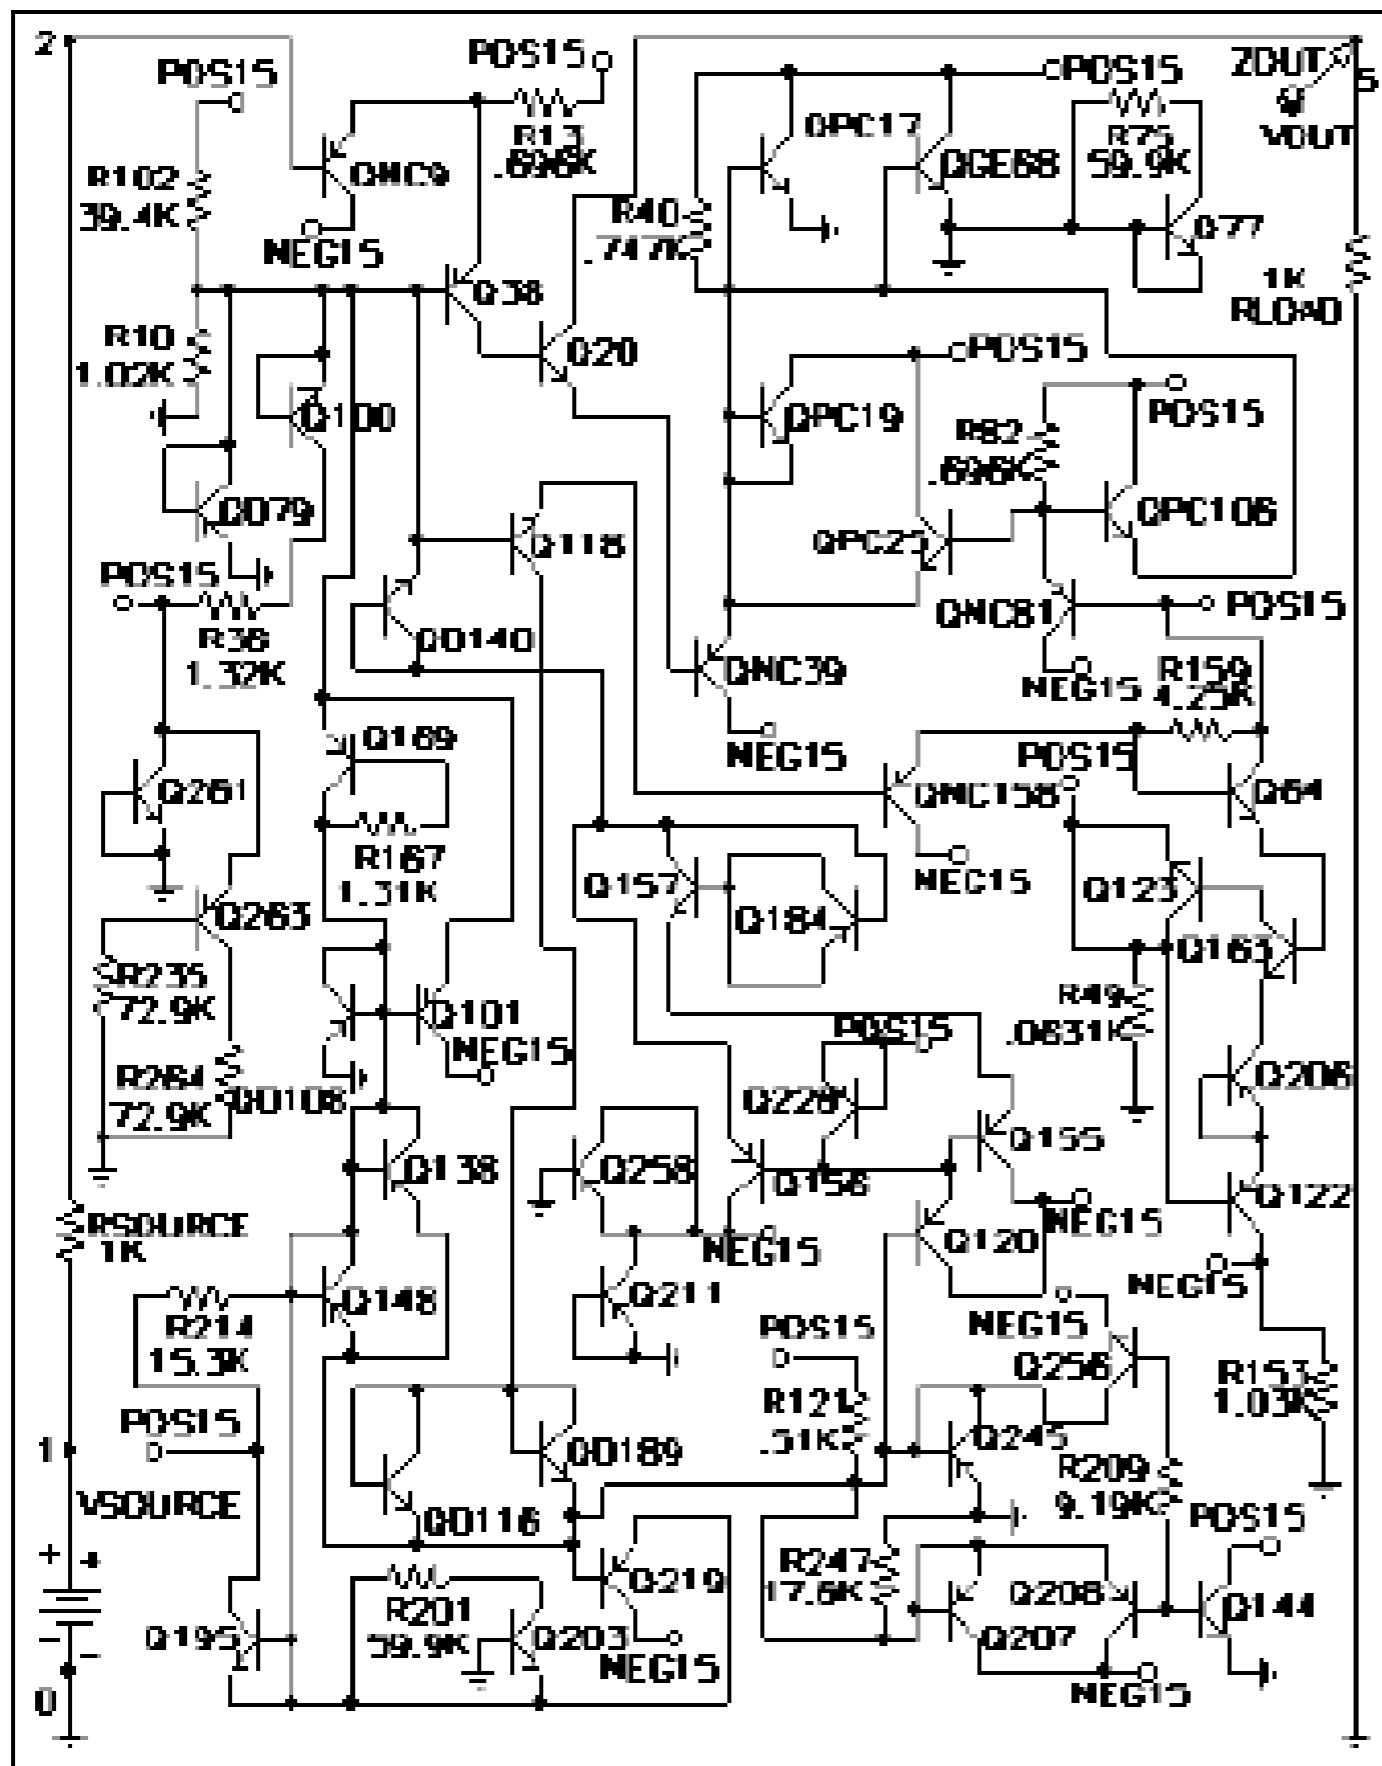 2
POS15
POS15
POS15
ZOUT
5
VOUT
R102
39.4K
QNC9
R13
.696K
QPC17
QGE68
R75
59.9K
NEG15
R40
.747K
Q77
Q38
1K
RLOAD
R10
1.02K
Q20
POS15
Q100
QPC19
R82
.696K
POS15
QD79
Q118
QPC106
POS15
R38
1.32K
QD140
QNC81
POS15
QNC39
NEG15
R159
4.25K
Q169
NEG15
POS15
Q261
QNC158
Q64
R167
1.31K
NEG15
Q157
Q184
Q123
Q163
Q263
R235
72.9K
Q101
NEG15
R49
.0631K
POS15
R264
72.9K
QD108
Q226
Q206
Q155
Q138
Q258
Q156
Q122
RSOURCE
1K
NEG15
NEG15
Q120
NEG15
R214
15.3K
Q148
Q211
POS15
NEG15
Q256
R153
1.03K
POS15
R121
.51K
1
QD189
Q245
R209
9.19K
VSOURCE
QD116
POS15
+
R247
17.6K
Q219
Q208
Q144
R201
59.9K
Q195
Q203
Q207
NEG15
NEG15
-
0